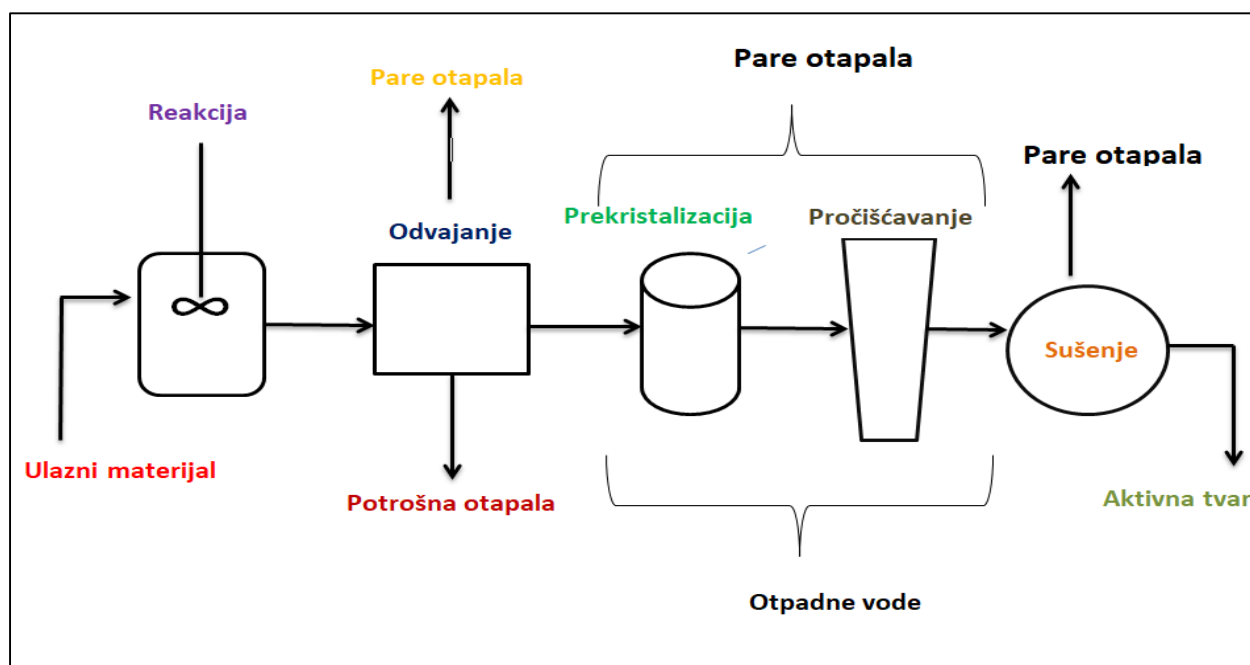 Pare otapala
Pare otapala
Reakcija
Pare otapala
Prekristalizacija
Pročišćavanje
Odvajanje
Sušenje
Ulazni materijal
Potrošna otapala
Aktivna tvar
Otpadne vode